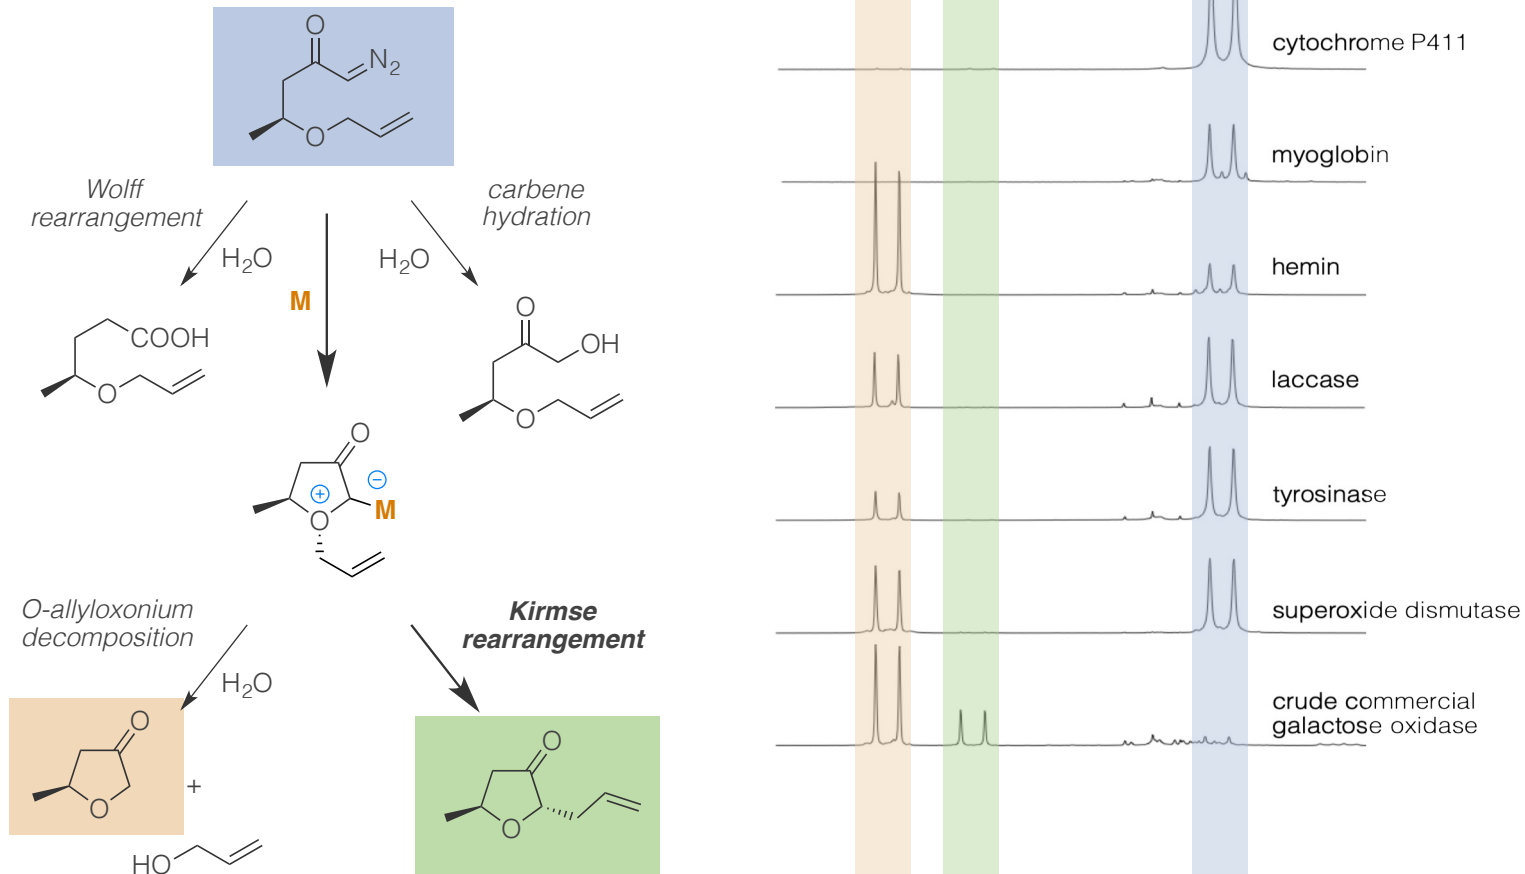 O
N2
O
Wolff
rearrangement
carbene
hydration
H2O
H2O
M
COOH
O
O
OH
O
O
−
+
M
O
O-allyloxonium
decomposition
Kirmse
rearrangement
H2O
O
O
+
HO
O
O
cytochrome P411
myoglobin
hemin
laccase
tyrosinase
superoxide dismutase
crude commercial
galactose oxidase